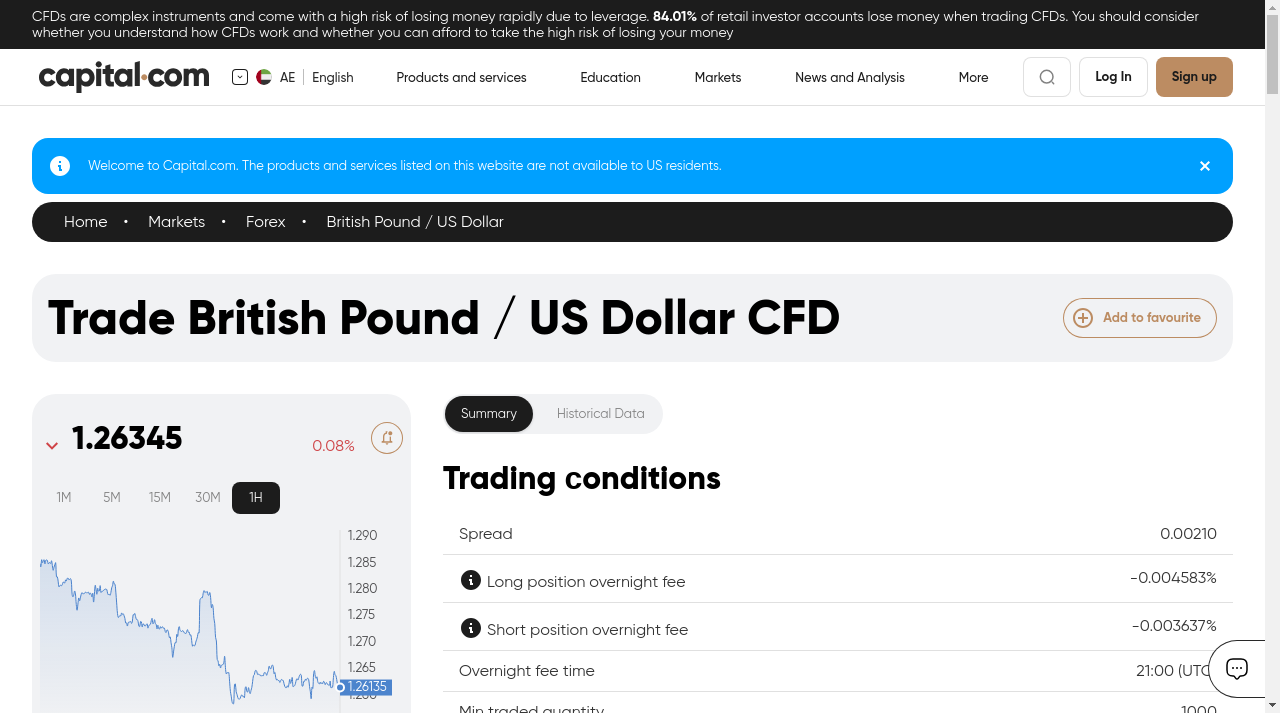 CFDs are complex instruments and come with a high risk of losing money rapidly due to leverage. 84.01% of retail investor accounts lose money when trading CFDs. You should consider
whether you understand how CFDs work and whether you can afford to take the high risk of losing your money
capital.com
AE English
Products and services
Education
Markets
News and Analysis
More
Log In
Sign up
Welcome to Capital.com. The products and services listed on this website are not available to US residents.
Home • Markets • Forex • British Pound / US Dollar
Trade British Pound / US Dollar CFD
Add to favourite
1.26345
0.08%
1M 5M 15M 30M 1H
1.290
1.285
1.280
1.275
1.270
1.265
1.26135
Summary
Historical Data
Trading conditions
Spread 0.00210
Long position overnight fee -0.004583%
Short position overnight fee -0.003637%
Overnight fee time 21:00 (UTC
Min traded quantity 1000